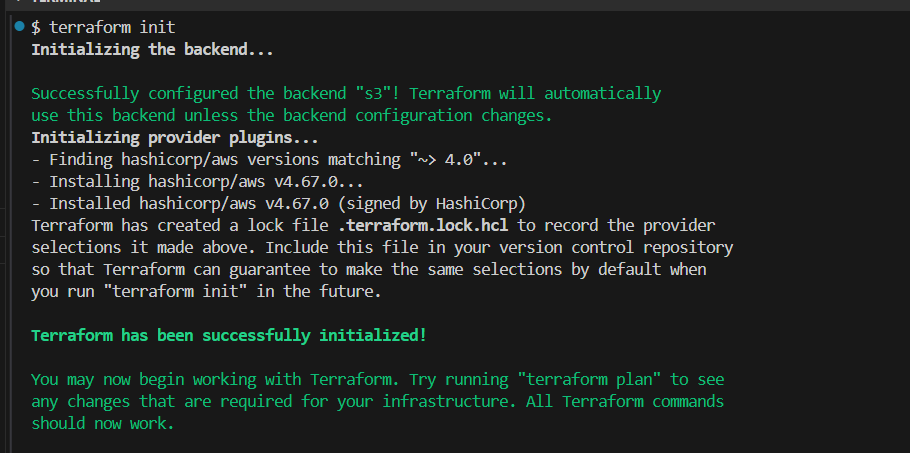 $ terraform init
Initializing the backend...
Successfully configured the backend "s3"! Terraform will automatically
use this backend unless the backend configuration changes.
Initializing provider plugins...
- Finding hashicorp/aws versions matching "~> 4.0"...
- Installing hashicorp/aws v4.67.0...
- Installed hashicorp/aws v4.67.0 (signed by HashiCorp)
Terraform has created a lock file .terraform.lock.hcl to record the provider
selections it made above. Include this file in your version control repository
so that Terraform can guarantee to make the same selections by default when
you run "terraform init" in the future.
Terraform has been successfully initialized!
You may now begin working with Terraform. Try running "terraform plan" to see
any changes that are required for your infrastructure. All Terraform commands
should now work.